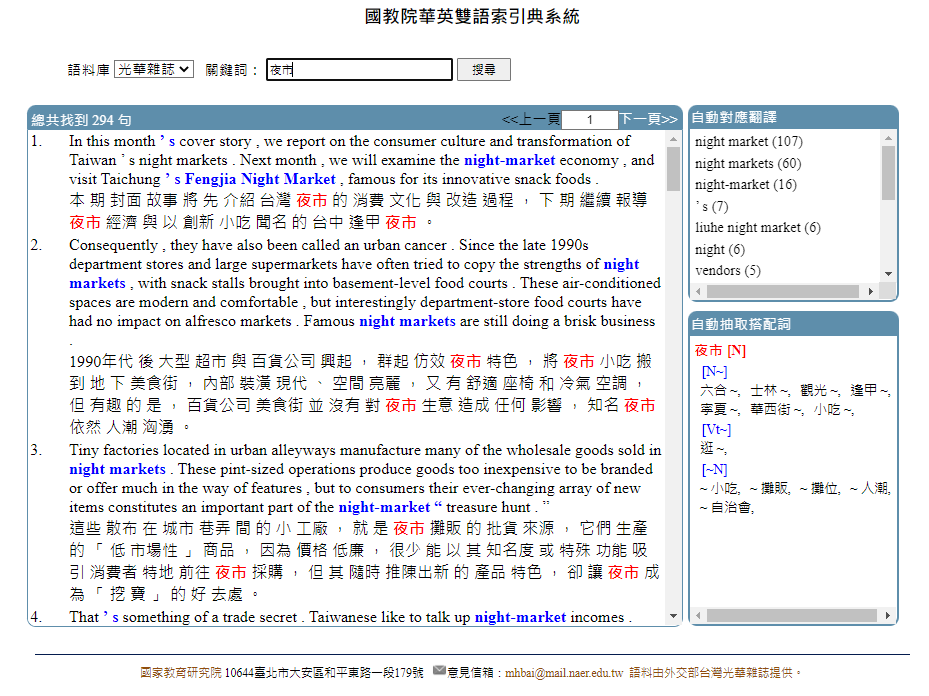 國教院華英雙語索引典系統
語料庫 光華雜誌 關鍵詞： 夜市 搜尋
總共找到 294 句 <<上一頁 1 下一頁>>
1. In this month ’ s cover story , we report on the consumer culture and transformation of
Taiwan ’ s night markets . Next month , we will examine the night-market economy , and
visit Taichung ’ s Fengjia Night Market , famous for its innovative snack foods .
本 期 封面 故事 將 先 介紹 台灣 夜市 的 消費 文化 與 改造 過程 ， 下 期 繼續 報導
夜市 經濟 與 以 創新 小吃 聞名 的 台中 逢甲 夜市 。
2. Consequently , they have also been called an urban cancer . Since the late 1990s
department stores and large supermarkets have often tried to copy the strengths of night
markets , with snack stalls brought into basement-level food courts . These air-conditioned
spaces are modern and comfortable , but interestingly department-store food courts have
had no impact on alfresco markets . Famous night markets are still doing a brisk business
.
1990年代 後 大型 超市 與 百貨公司 興起 ， 群起 仿效 夜市 特色 ， 將 夜市 小吃 搬
到 地 下 美食街 ， 內部 裝潢 現代 、 空間 亮麗 ， 又 有 舒適 座椅 和 冷氣 空調 ，
但 有趣 的 是 ， 百貨公司 美食街 並 沒有 對 夜市 生意 造成 任何 影響 ， 知名 夜市
依然 人潮 洶湧 。
3. Tiny factories located in urban alleyways manufacture many of the wholesale goods sold in
night markets . These pint-sized operations produce goods too inexpensive to be branded
or offer much in the way of features , but to consumers their ever-changing array of new
items constitutes an important part of the night-market “ treasure hunt . ”
這些 散布 在 城市 巷弄 間 的 小 工廠 ， 就 是 夜市 攤販 的 批貨 來源 ， 它們 生產
的 「 低 市場性 」 商品 ， 因為 價格 低廉 ， 很少 能 以 其 知名度 或 特殊 功能 吸
引 消費者 特地 前往 夜市 採購 ， 但 其 隨時 推陳出新 的 產品 特色 ， 卻 讓 夜市 成
為 「 挖 寶 」 的 好 去處 。
4. That ’ s something of a trade secret . Taiwanese like to talk up night-market incomes .
自動對應翻譯
night market (107)
night markets (60)
night-market (16)
’ s (7)
liuhe night market (6)
night (6)
vendors (5)
自動抽取搭配詞
夜市 [N]
[N~]
六合 ~, 士林 ~, 觀光 ~, 逢甲 ~,
寧夏 ~, 華西街 ~, 小吃 ~,
[Vt~]
逛 ~,
[~N]
~ 小吃, ~ 攤販, ~ 攤位, ~ 人潮,
~ 自治會,
國家教育研究院 10644臺北市大安區和平東路一段179號 意見信箱：mhbai@mail.naer.edu.tw 語料由外交部台灣光華雜誌提供。